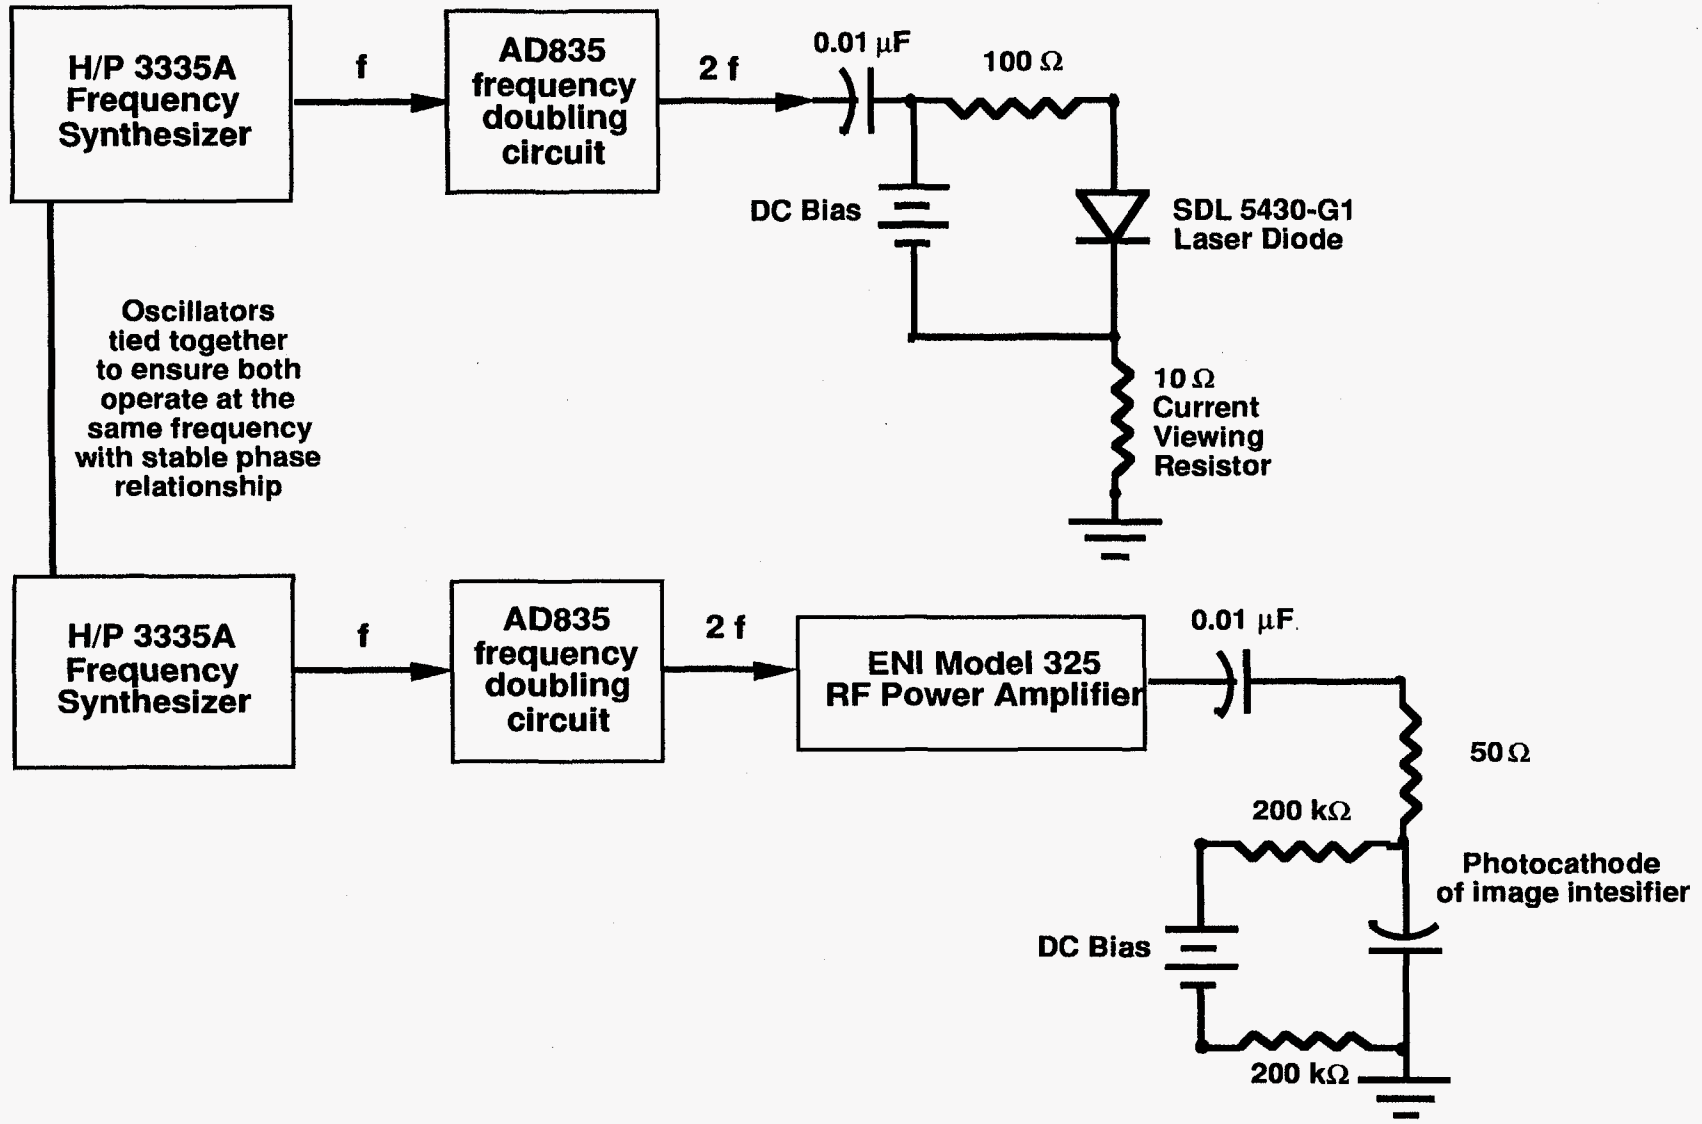 H/P 3335A
Frequency
Synthesizer
f
AD835
frequency
doubling
circuit
2 f
0.01 μF
100 Ω
DC Bias
SDL 5430-G1
Laser Diode
Oscillators
tied together
to ensure both
operate at the
same frequency
with stable phase
relationship
10 Ω
Current
Viewing
Resistor
H/P 3335A
Frequency
Synthesizer
f
AD835
frequency
doubling
circuit
2 f
ENI Model 325
RF Power Amplifier
0.01 μF
50 Ω
200 kΩ
Photocathode
of image intesifier
DC Bias
200 kΩ